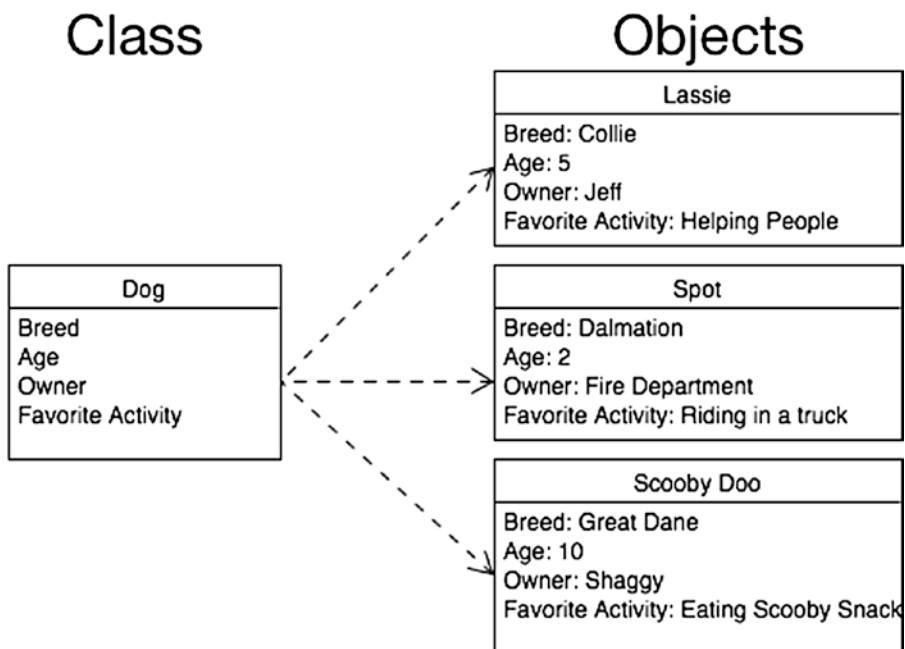 Class
Objects
Dog
Breed
Age
Owner
Favorite Activity
Lassie
Breed: Collie
Age: 5
Owner: Jeff
Favorite Activity: Helping People
Spot
Breed: Dalmation
Age: 2
Owner: Fire Department
Favorite Activity: Riding in a truck
Scooby Doo
Breed: Great Dane
Age: 10
Owner: Shaggy
Favorite Activity: Eating Scooby Snack